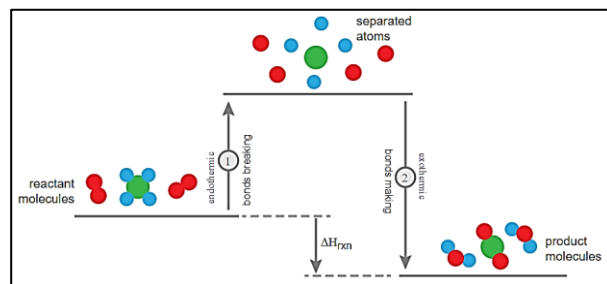 separated
atoms
endothermic
1
bonds breaking
2
exothermic
bonds making
reactant
molecules
ΔHrxn
product
molecules